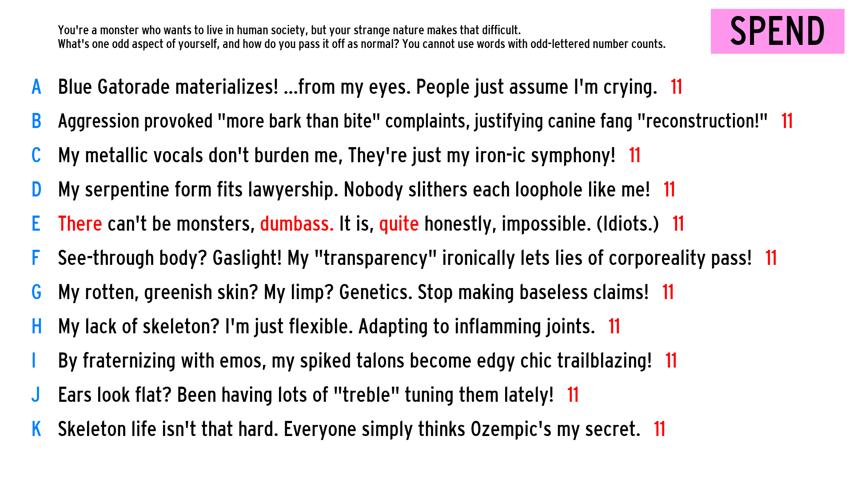 You're a monster who wants to live in human society, but your strange nature makes that difficult.
What's one odd aspect of yourself, and how do you pass it off as normal? You cannot use words with odd-lettered number counts.
SPEND
A Blue Gatorade materializes! ...from my eyes. People just assume I'm crying. 11
B Aggression provoked "more bark than bite" complaints, justifying canine fang "reconstruction!" 11
C My metallic vocals don't burden me, They're just my iron-ic symphony! 11
D My serpentine form fits lawyership. Nobody slithers each loophole like me! 11
E There can't be monsters, dumbass. It is, quite honestly, impossible. (Idiots.) 11
F See-through body? Gaslight! My "transparency" ironically lets lies of corporeality pass! 11
G My rotten, greenish skin? My limp? Genetics. Stop making baseless claims! 11
H My lack of skeleton? I'm just flexible. Adapting to inflamming joints. 11
I By fraternizing with emos, my spiked talons become edgy chic trailblazing! 11
J Ears look flat? Been having lots of "treble" tuning them lately! 11
K Skeleton life isn't that hard. Everyone simply thinks Ozempic's my secret. 11